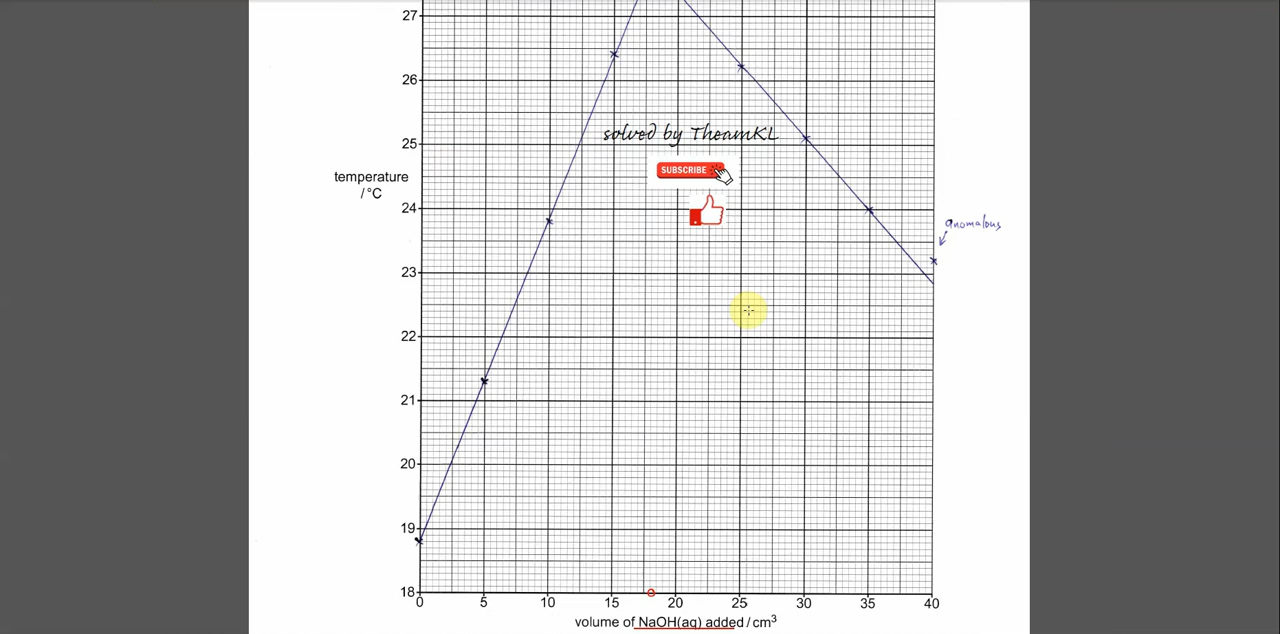 27
26
solved by TheamKL
25
SUBSCRIBE
temperature
/ °C
24
anomalous
23
22
21
20
19
18
0 5 10 15 20 25 30 35 40
volume of NaOH(aq) added / cm³